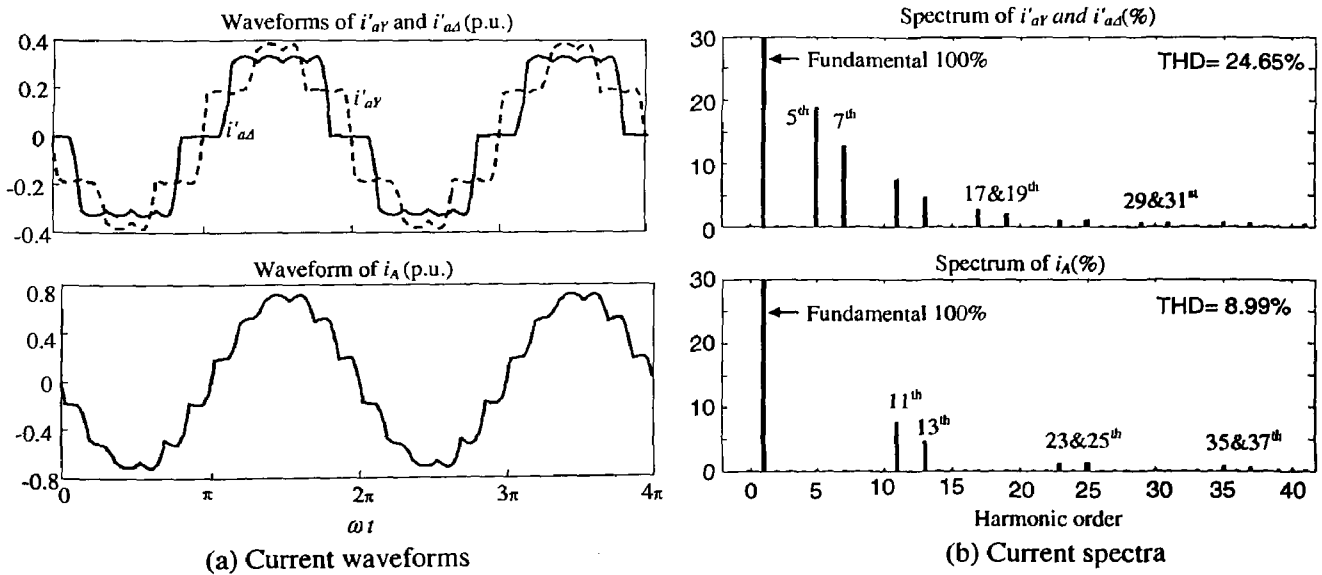 Waveforms of i'aY and i'aΔ (p.u.)
0.4
0.2
0
-0.2
-0.4
i'aY
i'aΔ
Waveform of iA (p.u.)
0.8
0.4
0
-0.4
-0.8
0 π 2π 3π 4π
ωt
(a) Current waveforms
Spectrum of i'aY and i'aΔ (%)
30
20
10
0
Fundamental 100%
THD= 24.65%
5th 7th
17&19th
29&31st
Spectrum of iA(%)
30
20
10
0
Fundamental 100%
THD= 8.99%
11th
13th
23&25th
35&37th
0 5 10 15 20 25 30 35 40
Harmonic order
(b) Current spectra